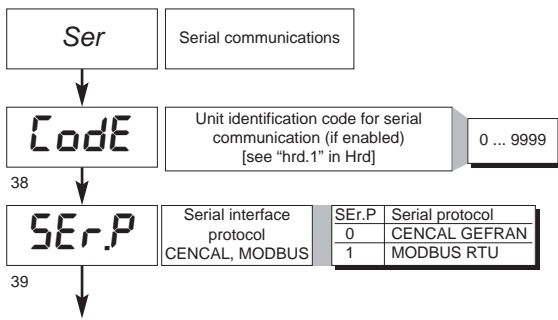 Ser
Serial communications
CodE
Unit identification code for serial
communication (if enabled)
[see “hrd.1” in Hrd]
0 ... 9999
38
SEr.P
Serial interface
protocol
CENCAL, MODBUS
SEr.P Serial protocol
0 CENCAL GEFRAN
1 MODBUS RTU
39